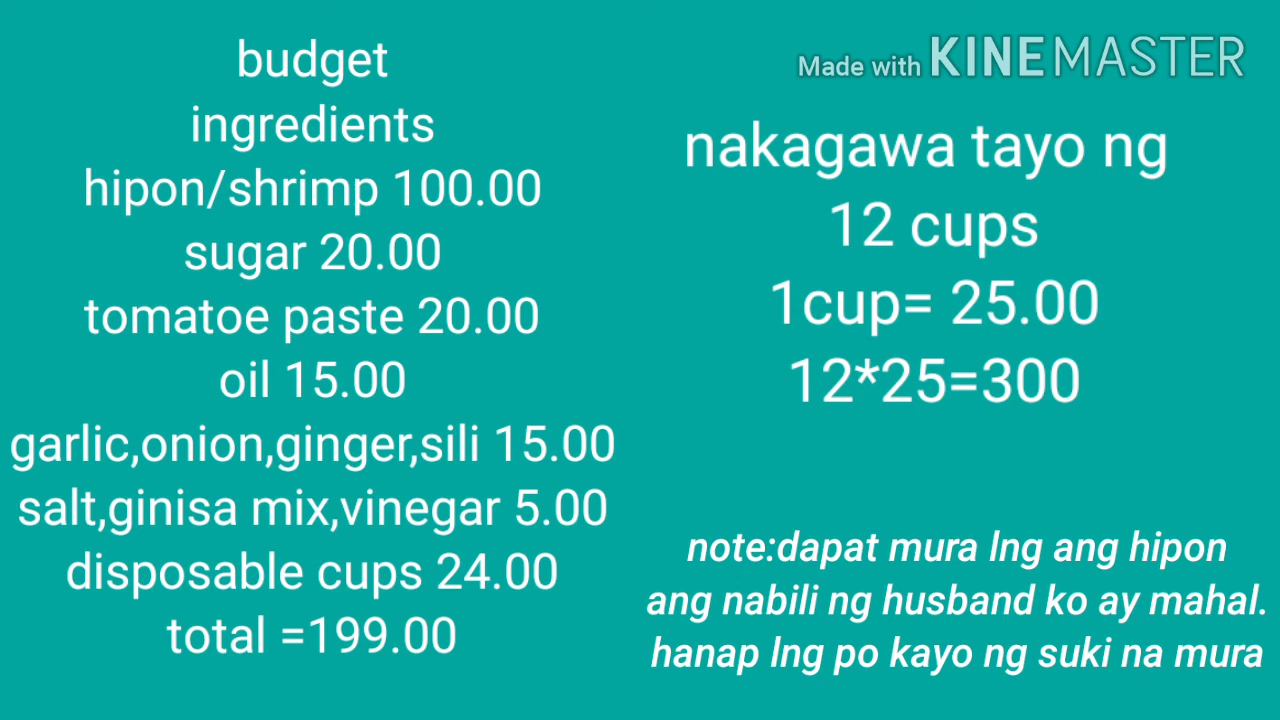 budget
ingredients
hipon/shrimp 100.00
sugar 20.00
tomatoe paste 20.00
oil 15.00
garlic,onion,ginger,sili 15.00
salt,ginisa mix,vinegar 5.00
disposable cups 24.00
total =199.00
Made with KINEMASTER
nakagawa tayo ng
12 cups
1cup= 25.00
12*25=300
note:dapat mura lng ang hipon
ang nabili ng husband ko ay mahal.
hanap lng po kayo ng suki na mura